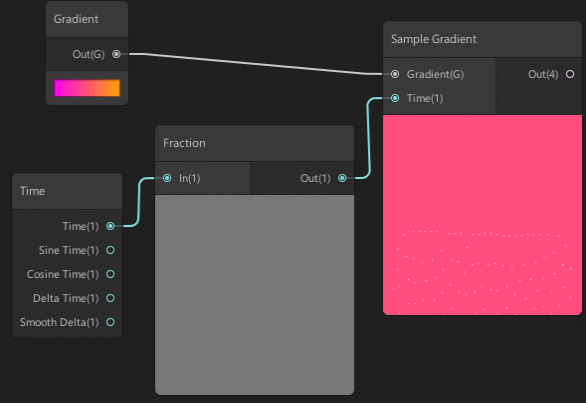 Gradient
Out(G)
Sample Gradient
Gradient(G)
Out(4)
Time(1)
Fraction
In(1)
Out(1)
Time
Time(1)
Sine Time(1)
Cosine Time(1)
Delta Time(1)
Smooth Delta(1)